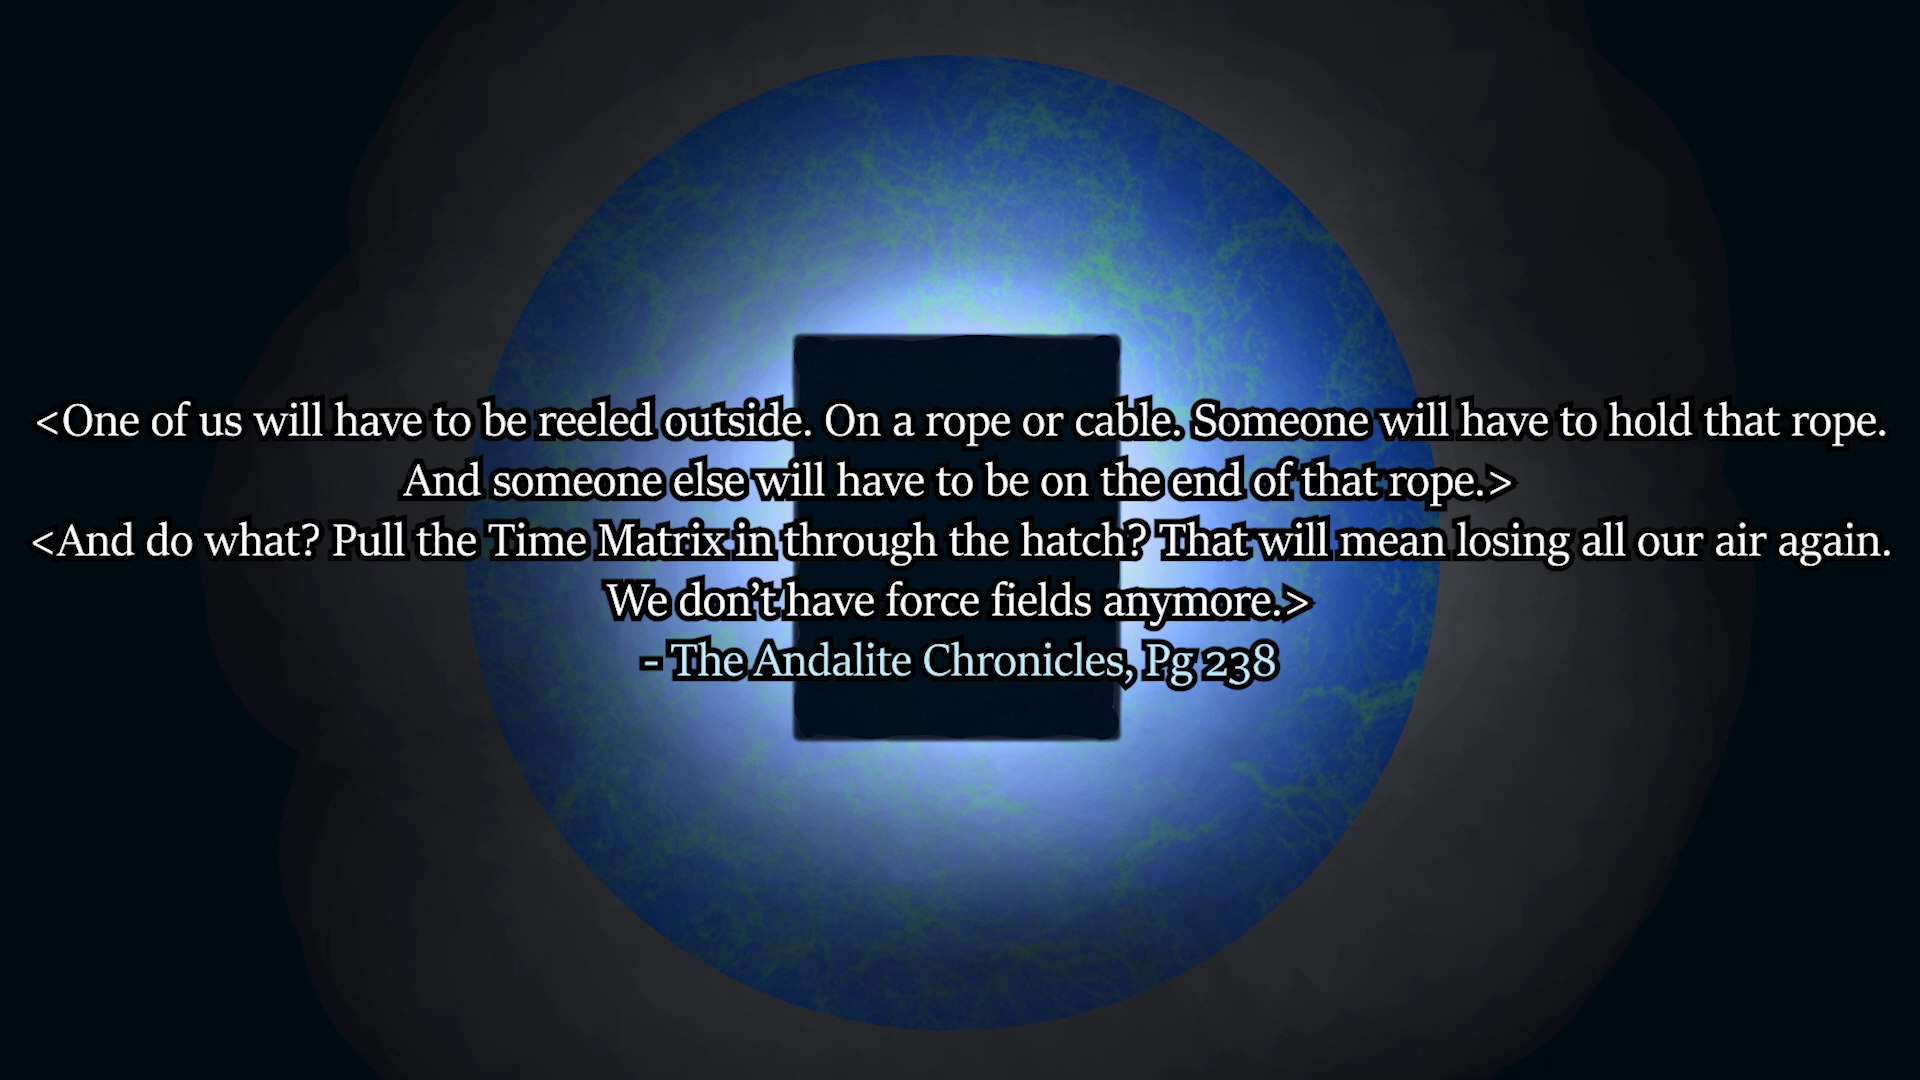 <One of us will have to be reeled outside. On a rope or cable. Someone will have to hold that rope.
And someone else will have to be on the end of that rope.>
<And do what? Pull the Time Matrix in through the hatch? That will mean losing all our air again.
We don’t have force fields anymore.>
- The Andalite Chronicles, Pg 238